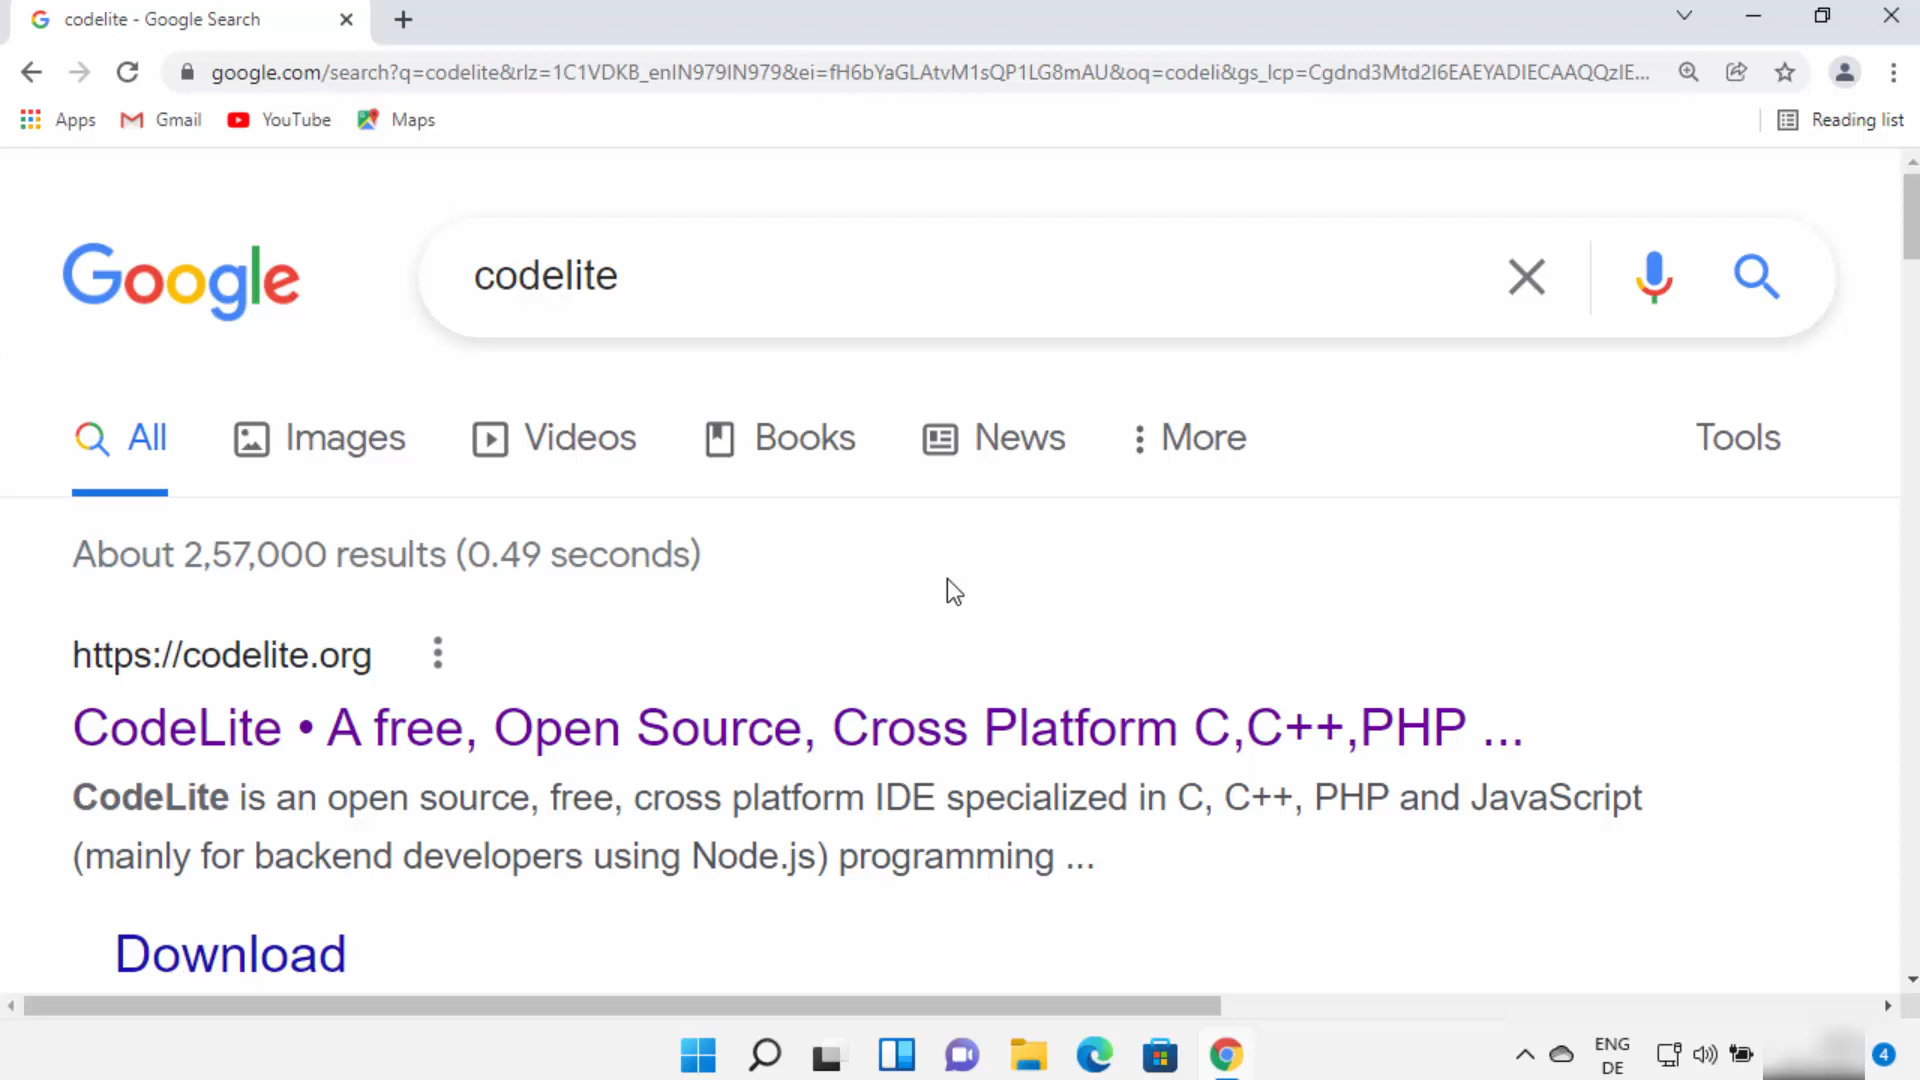 codelite - Google Search
google.com/search?q=codelite&rlz=1C1VDKB_enIN979IN979&ei=fH6bYaGLAtvM1sQP1LG8mAU&oq=codeli&gs_lcp=Cgdnd3Mtd2l6EAEYADIECAAQQzIE...
Apps Gmail YouTube Maps Reading list
Google codelite
All Images Videos Books News More Tools
About 2,57,000 results (0.49 seconds)
https://codelite.org
CodeLite • A free, Open Source, Cross Platform C,C++,PHP ...
CodeLite is an open source, free, cross platform IDE specialized in C, C++, PHP and JavaScript
(mainly for backend developers using Node.js) programming ...
Download
ENG
DE
4